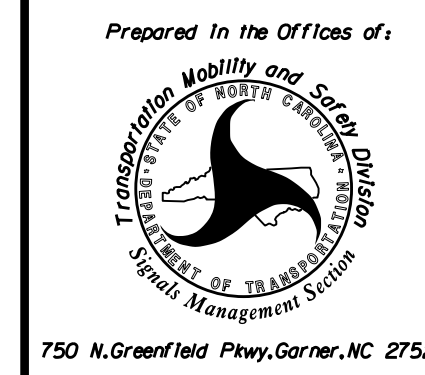 Prepared in the Offices of:
Transportation Mobility and Safety Division
STATE OF NORTH CAROLINA
DEPARTMENT OF TRANSPORTATION
Signals Management Section
750 N.Greenfield Pkwy,Garner,NC